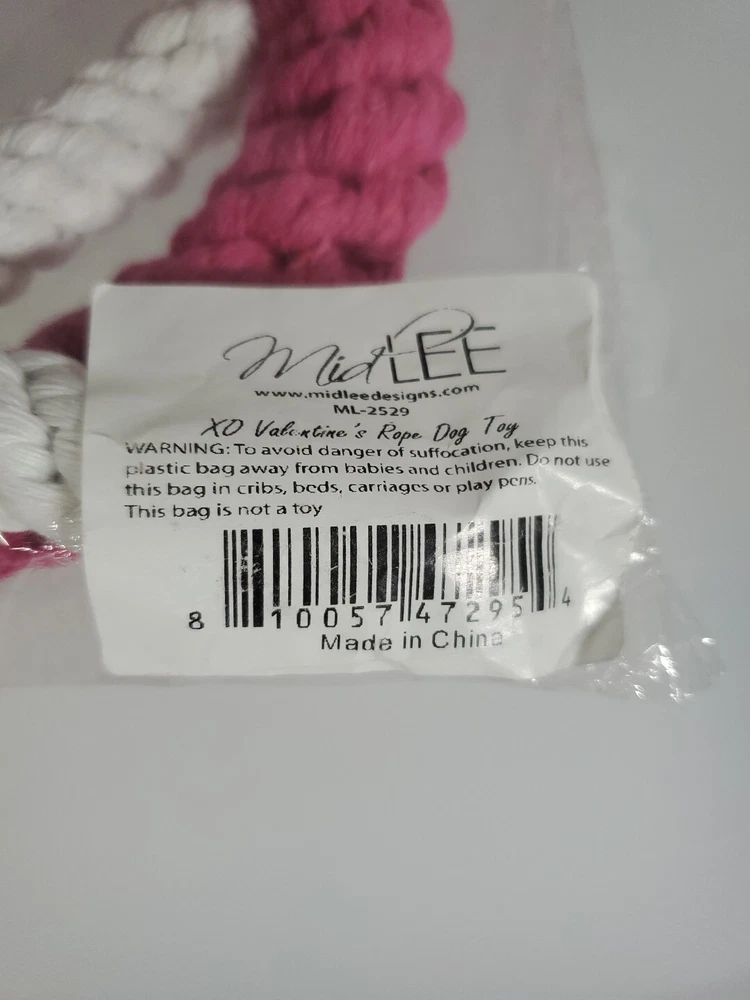 MidLEE
www.midleedesigns.com
ML-2529
XO Valentine's Rope Dog Toy
WARNING: To avoid danger of suffocation, keep this
plastic bag away from babies and children. Do not use
this bag in cribs, beds, carriages or play pens.
This bag is not a toy
8 10057 47295 4
Made in China